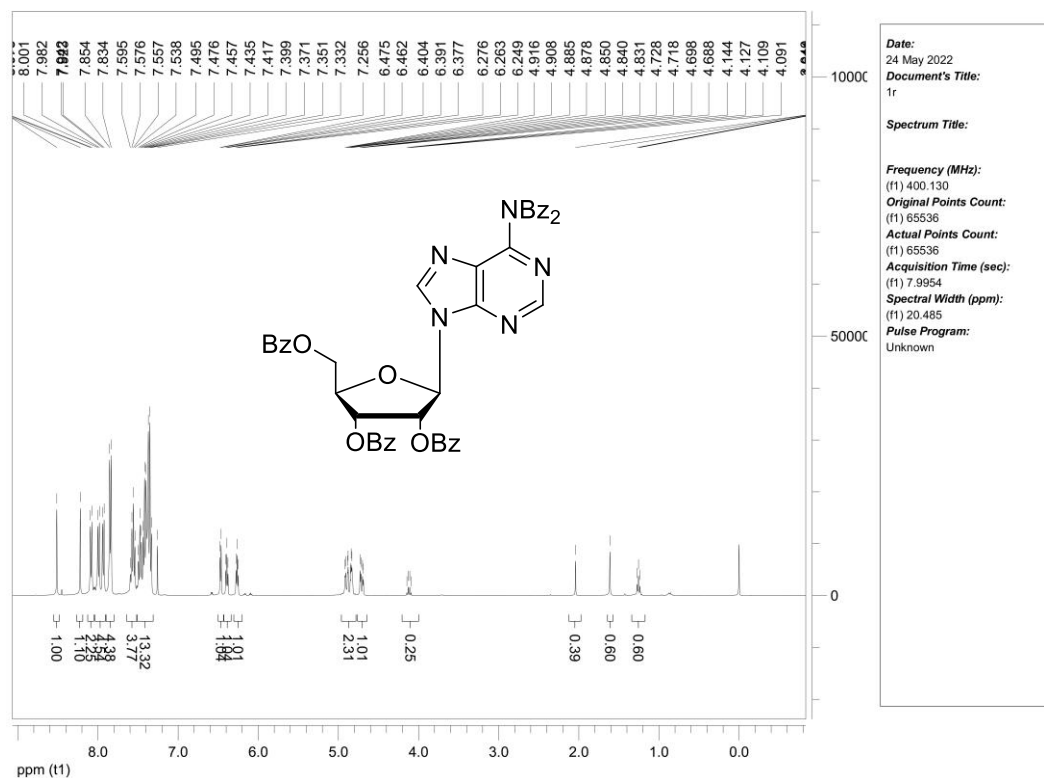 8.001
7.982
7.854
7.834
7.595
7.576
7.557
7.538
7.495
7.476
7.457
7.435
7.417
7.399
7.371
7.351
7.332
7.256
6.475
6.462
6.404
6.391
6.377
6.276
6.263
6.249
4.916
4.908
4.885
4.878
4.850
4.840
4.831
4.728
4.718
4.698
4.688
4.144
4.127
4.109
4.091
10000
50000
0
NBz2
N
N
N
N
BzO
O
OBz
OBz
1.00
1.10
4.38
3.77
13.32
1.04
1.01
2.31
1.01
0.25
0.39
0.60
0.60
8.0
7.0
6.0
5.0
4.0
3.0
2.0
1.0
0.0
ppm (t1)
Date:
24 May 2022
Document's Title:
1r
Spectrum Title:
Frequency (MHz):
(f1) 400.130
Original Points Count:
(f1) 65536
Actual Points Count:
(f1) 65536
Acquisition Time (sec):
(f1) 7.9954
Spectral Width (ppm):
(f1) 20.485
Pulse Program:
Unknown